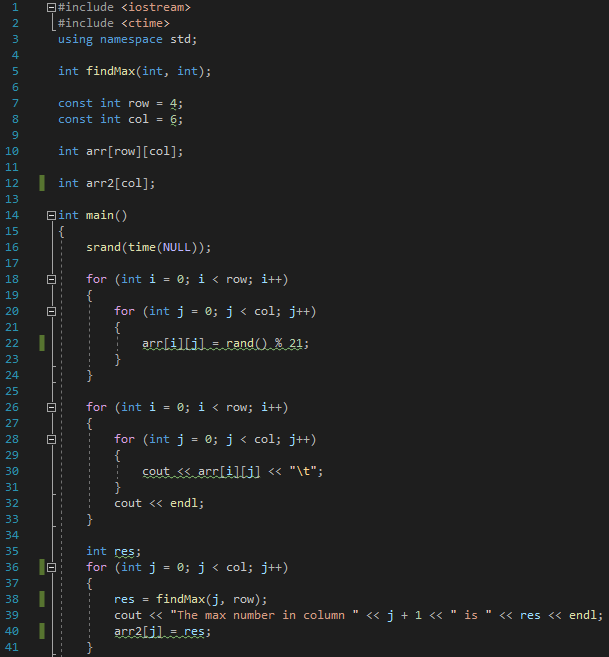 1 #include <iostream>
2 #include <ctime>
3 using namespace std;
4
5 int findMax(int, int);
6
7 const int row = 4;
8 const int col = 6;
9
10 int arr[row][col];
11
12 int arr2[col];
13
14 int main()
15 {
16 srand(time(NULL));
17
18 for (int i = 0; i < row; i++)
19 {
20 for (int j = 0; j < col; j++)
21 {
22 arr[i][j] = rand() % 21;
23 }
24 }
25
26 for (int i = 0; i < row; i++)
27 {
28 for (int j = 0; j < col; j++)
29 {
30 cout << arr[i][j] << "\t";
31 }
32 cout << endl;
33 }
34
35 int res;
36 for (int j = 0; j < col; j++)
37 {
38 res = findMax(j, row);
39 cout << "The max number in column " << j + 1 << " is " << res << endl;
40 arr2[j] = res;
41 }